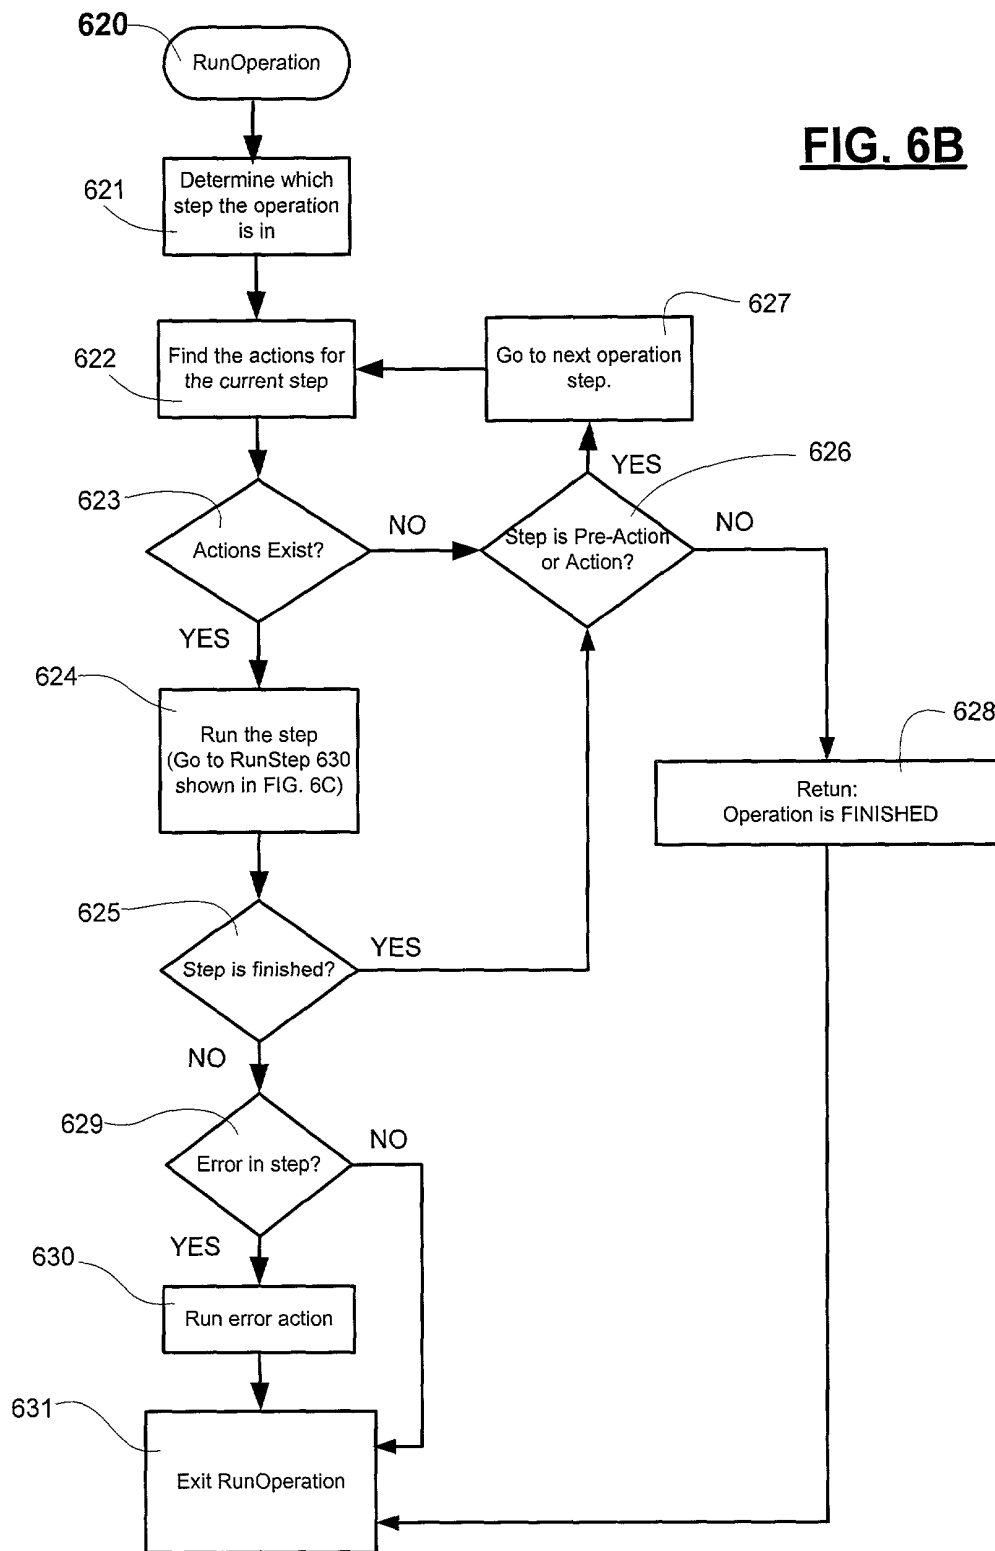 620
RunOperation
FIG. 6B
621
Determine which
step the operation
is in
627
622
Find the actions for
the current step
Go to next operation
step.
626
YES
623
Actions Exist?
NO
Step is Pre-Action
or Action?
NO
YES
624
Run the step
(Go to RunStep 630
shown in FIG. 6C)
628
Retun:
Operation is FINISHED
625
Step is finished?
YES
NO
629
Error in step?
NO
YES
630
Run error action
631
Exit RunOperation